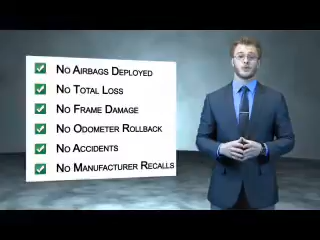 No Airbags Deployed
No Total Loss
No Frame Damage
No Odometer Rollback
No Accidents
No Manufacturer Recalls